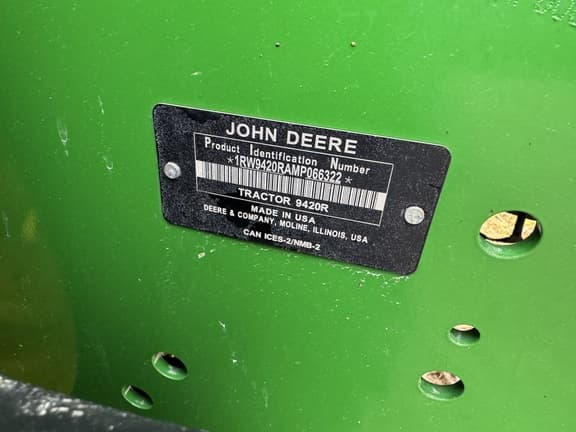 JOHN DEERE
Product Identification Number
*1RW9420RAMP066322*
TRACTOR 9420R
MADE IN USA
DEERE & COMPANY, MOLINE, ILLINOIS, USA
CAN ICES-2/NMB-2